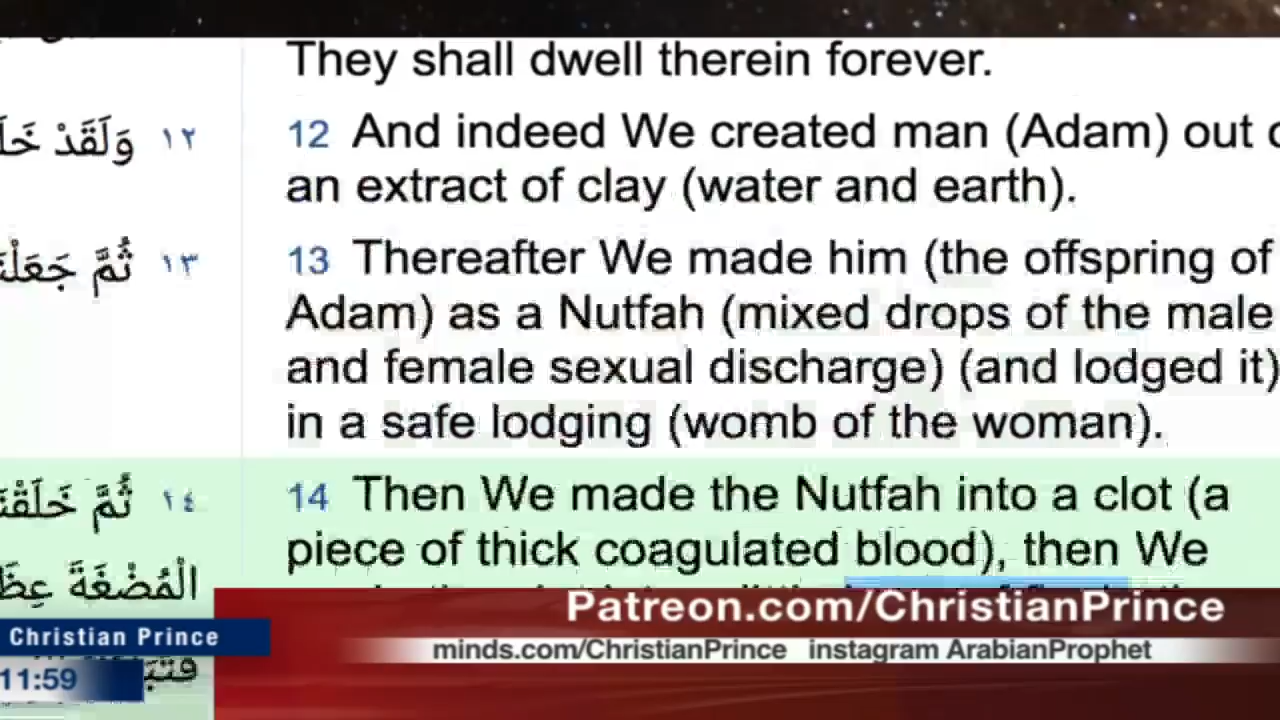 They shall dwell therein forever.
١٢ وَلَقَدْ
12 And indeed We created man (Adam) out
an extract of clay (water and earth).
١٣ ثُمَّ
13 Thereafter We made him (the offspring of
Adam) as a Nutfah (mixed drops of the male
and female sexual discharge) (and lodged it)
in a safe lodging (womb of the woman).
١٤ ثُمَّ
14 Then We made the Nutfah into a clot (a
piece of thick coagulated blood), then We
الْمُضْغَةَ
Patreon.com/ChristianPrince
Christian Prince
minds.com/ChristianPrince instagram ArabianProphet
11:59